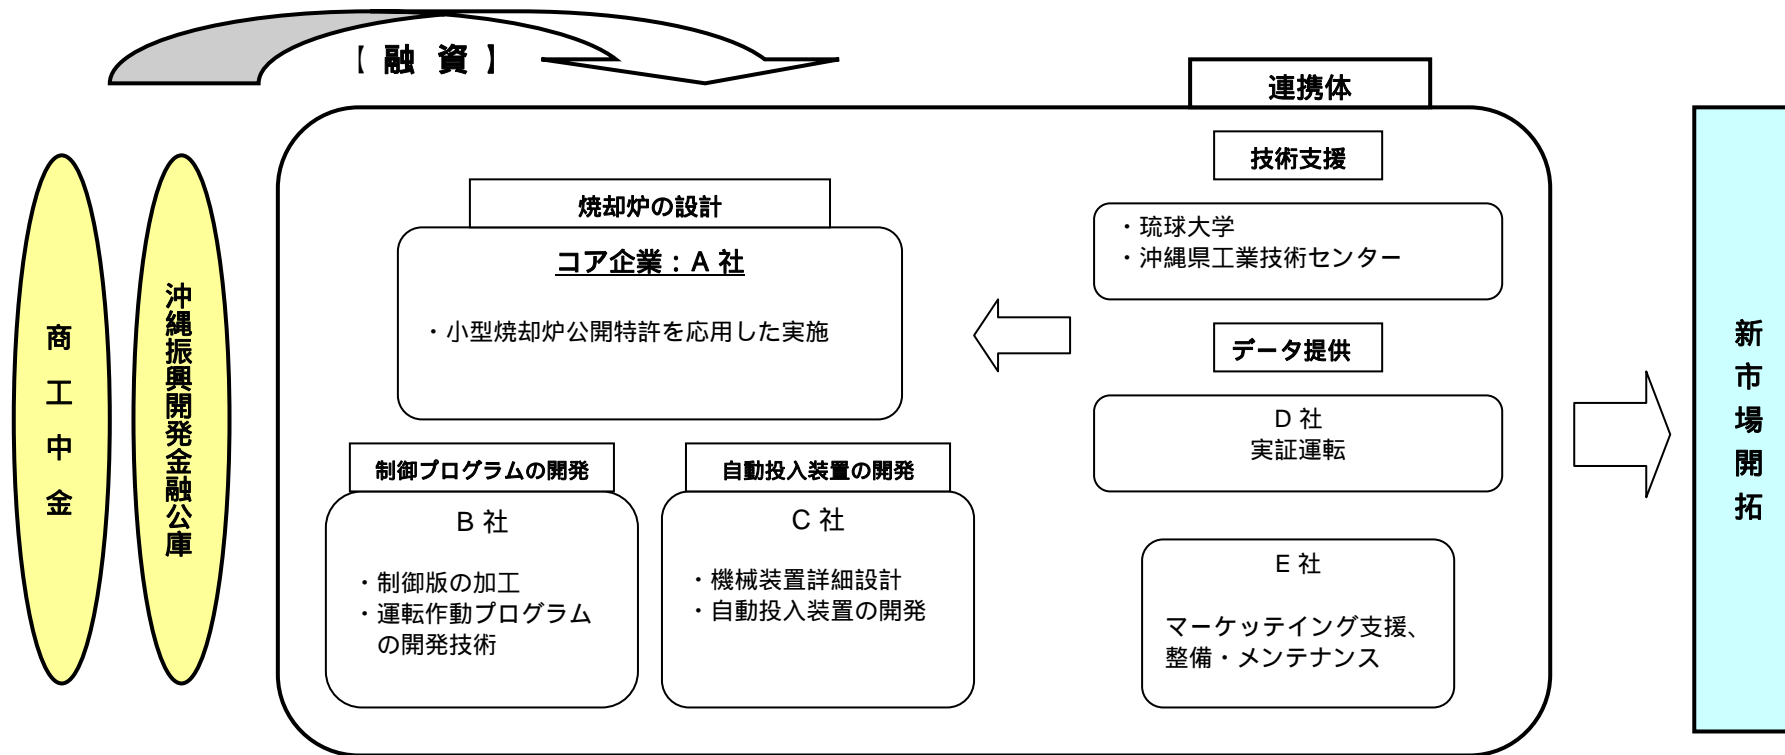 【 融 資 】
連携体
商工中金
沖縄振興開発金融公庫
焼却炉の設計
コア企業：A 社
・小型焼却炉公開特許を応用した実施
制御プログラムの開発
B 社
・制御版の加工
・運転作動プログラム
の開発技術
自動投入装置の開発
C 社
・機械装置詳細設計
・自動投入装置の開発
技術支援
・琉球大学
・沖縄県工業技術センター
データ提供
D 社
実証運転
E 社
マーケッテイング支援、
整備・メンテナンス
新市場開拓